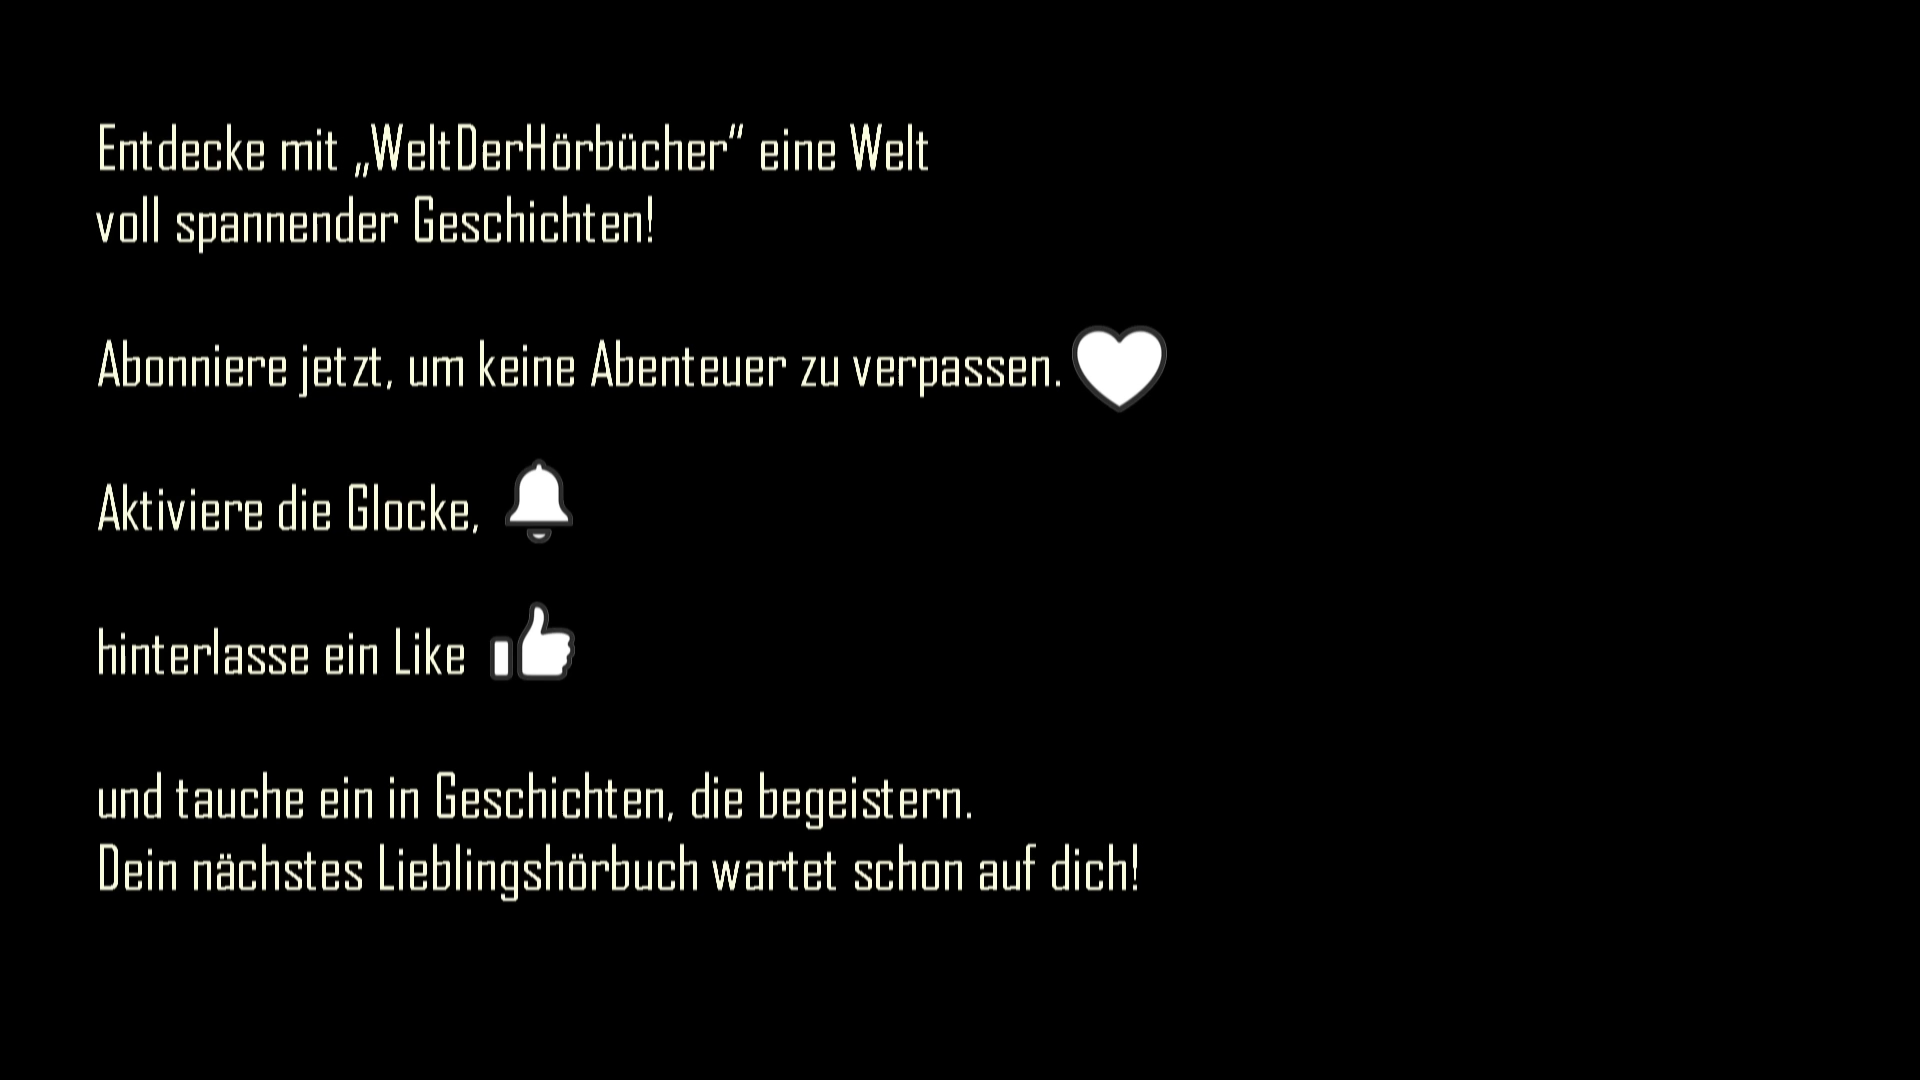 Entdecke mit „WeltDerHörbücher“ eine Welt
voll spannender Geschichten!
Abonniere jetzt, um keine Abenteuer zu verpassen.
Aktiviere die Glocke,
hinterlasse ein Like
und tauche ein in Geschichten, die begeistern.
Dein nächstes Lieblingshörbuch wartet schon auf dich!